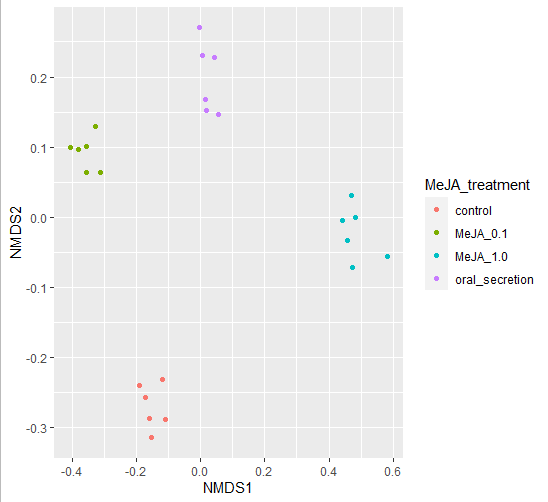 NMDS2
0.2
0.1
0.0
-0.1
-0.2
-0.3
-0.4
-0.2
0.0
0.2
0.4
0.6
NMDS1
MeJA_treatment
control
MeJA_0.1
MeJA_1.0
oral_secretion